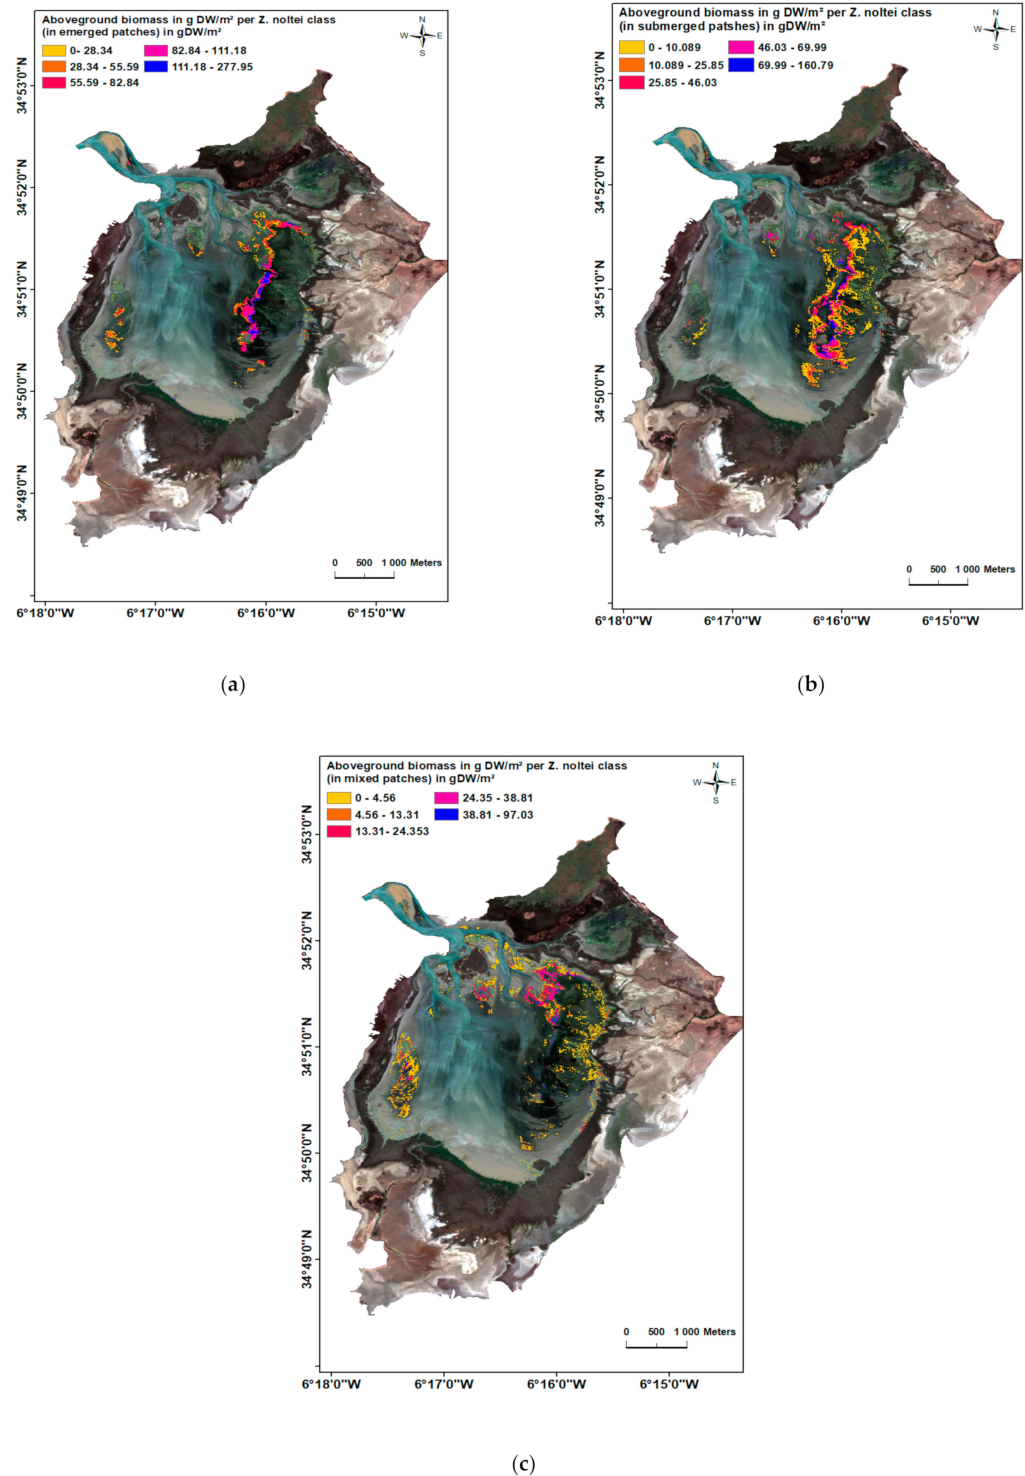 Aboveground biomass in g DW/m² per Z. noltei class
(in emerged patches) in gDW/m²
0- 28.34
82.84 - 111.18
28.34 - 55.59
111.18 - 277.95
55.59 - 82.84
N
W E
S
34°53'0"N
34°52'0"N
34°51'0"N
34°50'0"N
34°49'0"N
0 500 1 000 Meters
6°18'0"W 6°17'0"W 6°16'0"W 6°15'0"W
(a)
Aboveground biomass in g DW/m² per Z. noltei class
(in submerged patshes) in gDW/m²
0 - 10.089
46.03 - 69.99
10.089 - 25.85
69.99 - 160.79
25.85 - 46.03
N
W E
S
34°53'0"N
34°52'0"N
34°51'0"N
34°50'0"N
34°49'0"N
0 500 1 000 Meters
6°18'0"W 6°17'0"W 6°16'0"W 6°15'0"W
(b)
Aboveground biomass in g DW/m² per Z. noltei class
(in mixed patches) in gDW/m²
0 - 4.56
24.35 - 38.81
4.56 - 13.31
38.81 - 97.03
13.31- 24.353
N
W E
S
34°53'0"N
34°52'0"N
34°51'0"N
34°50'0"N
34°49'0"N
0 500 1 000 Meters
6°18'0"W 6°17'0"W 6°16'0"W 6°15'0"W
(c)